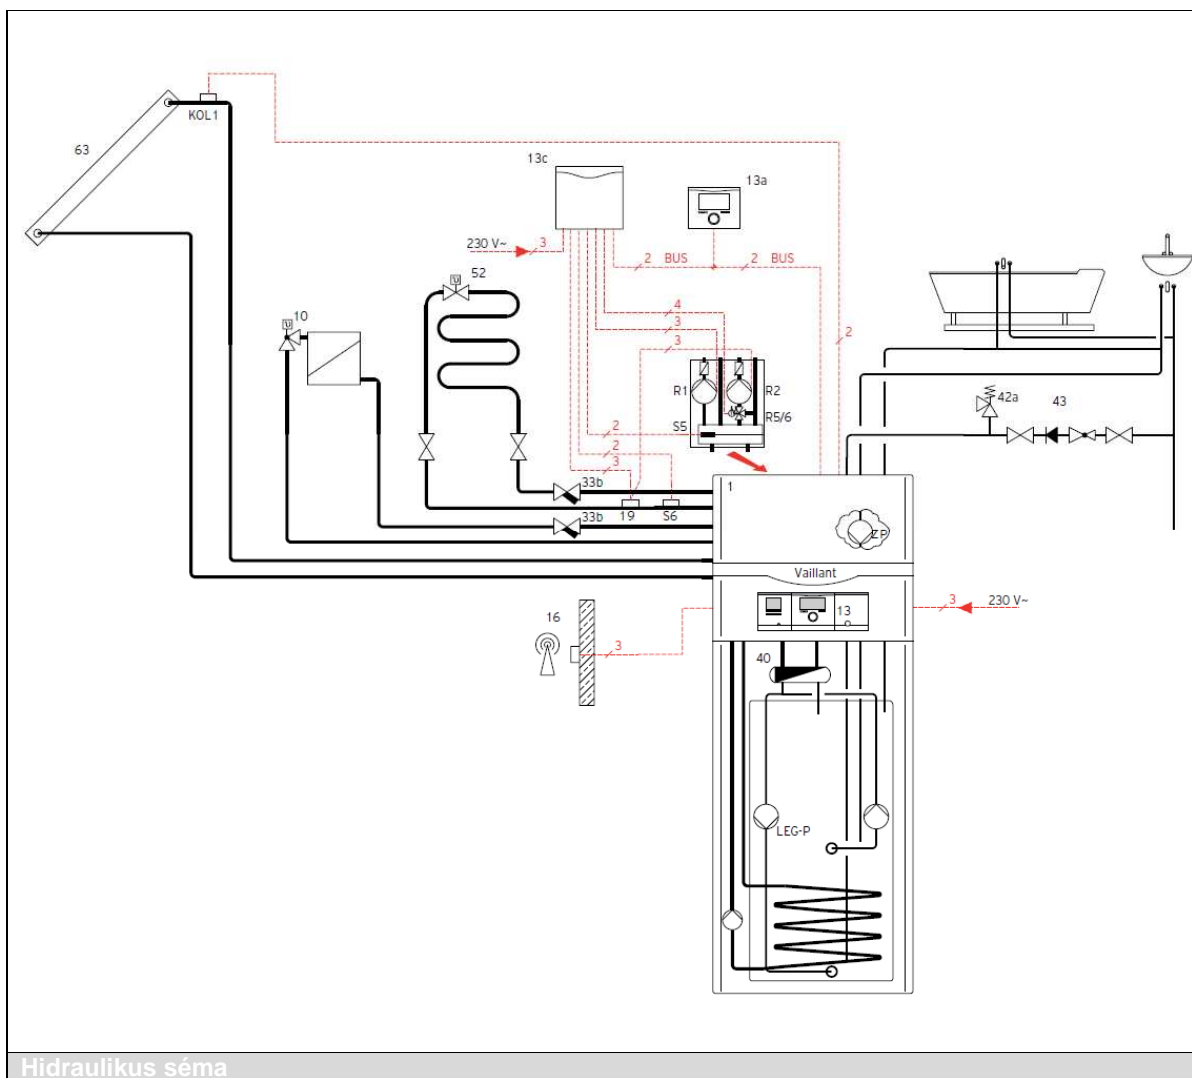 KOL1
63
13c
13a
230 V~
3
2 BUS
2 BUS
52
10
4
3
3
2
R1
R2
R5/6
S5
2
2
3
42a
43
33b
33b
19
S6
1
ZP
Vaillant
13
3
230 V~
16
3
40
LEG-P
Hidraulikus séma